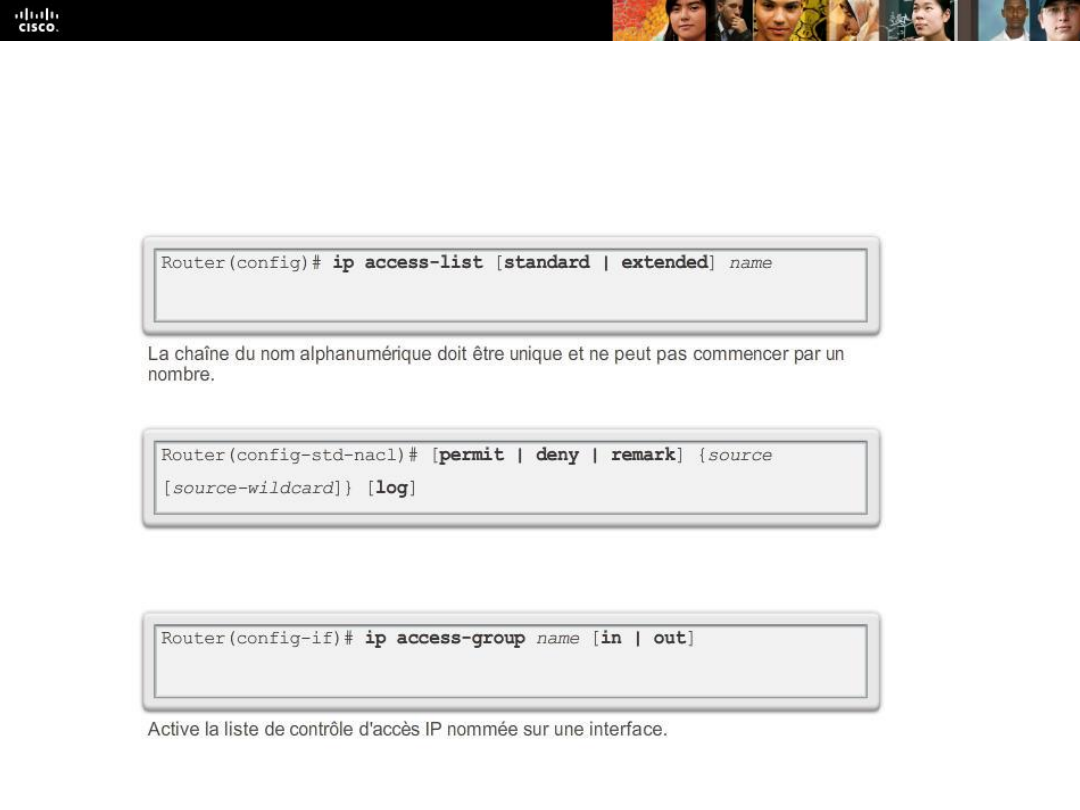 CISCO.
Router(config)# ip access-list [standard | extended] name
La chaîne du nom alphanumérique doit être unique et ne peut pas commencer par un
nombre.
Router(config-std-nacl)# [permit | deny | remark] {source
[source-wildcard]} [log]
Router(config-if)# ip access-group name [in | out]
Active la liste de contrôle d'accès IP nommée sur une interface.